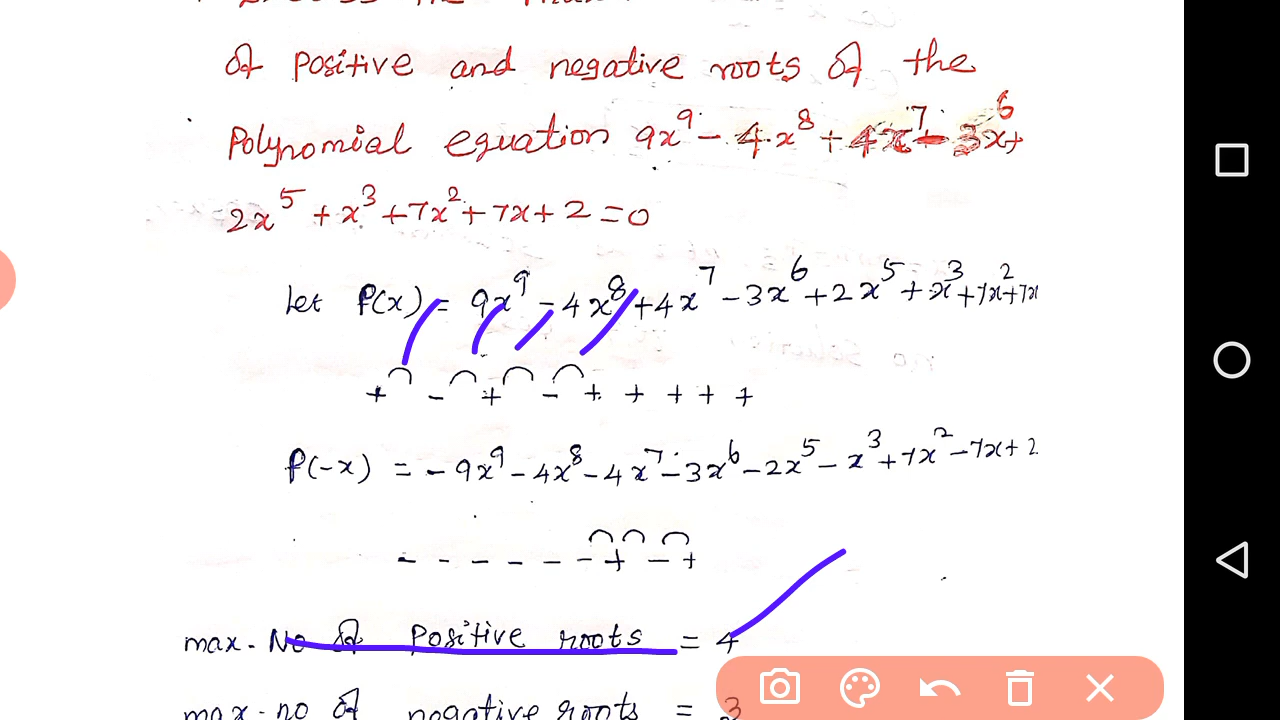 of positive and negative roots of the
Polynomial equation 9x⁹ - 4x⁸ + 4x⁷ - 3x⁶ +
2x⁵ + x³ + 7x² + 7x + 2 = 0
Let P(x) = 9x⁹ - 4x⁸ + 4x⁷ - 3x⁶ + 2x⁵ + x³ + 7x² + 7x
+ - + - + + + + +
P(-x) = - 9x⁹ - 4x⁸ - 4x⁷ - 3x⁶ - 2x⁵ - x³ + 7x² - 7x + 2
- - - - - - + - +
max. No of Positive roots = 4
max. no of negative roots = 3